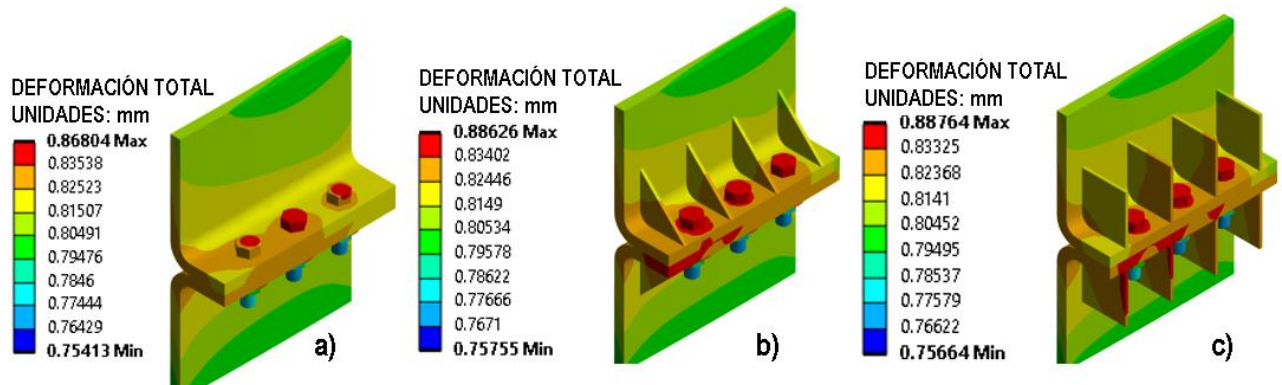 DEFORMACIÓN TOTAL
UNIDADES: mm
0.86804 Max
0.83538
0.82523
0.81507
0.80491
0.79476
0.7846
0.77444
0.76429
0.75413 Min
a)
DEFORMACIÓN TOTAL
UNIDADES: mm
0.88626 Max
0.83402
0.82446
0.8149
0.80534
0.79578
0.78622
0.77666
0.7671
0.75755 Min
b)
DEFORMACIÓN TOTAL
UNIDADES: mm
0.88764 Max
0.83325
0.82368
0.8141
0.80452
0.79495
0.78537
0.77579
0.76622
0.75664 Min
c)